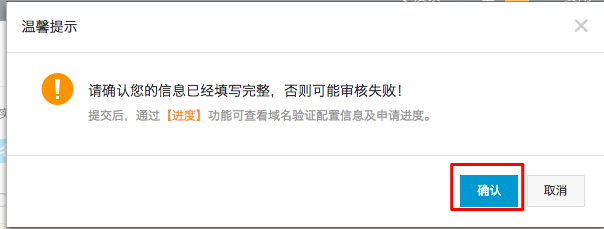 温馨提示
请确认您的信息已经填写完整，否则可能审核失败！
提交后，通过【进度】功能可查看域名验证配置信息及申请进度。
确认
取消